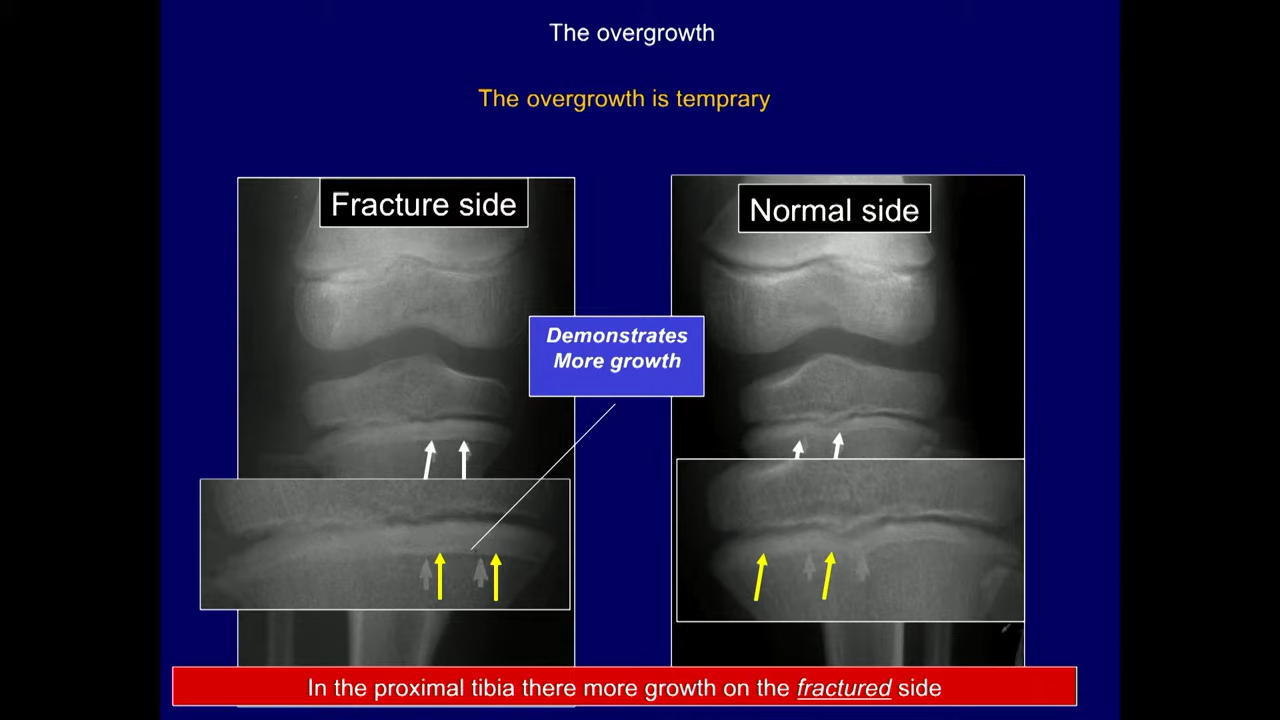 The overgrowth
The overgrowth is temprary
Fracture side
Normal side
Demonstrates
More growth
In the proximal tibia there more growth on the fractured side